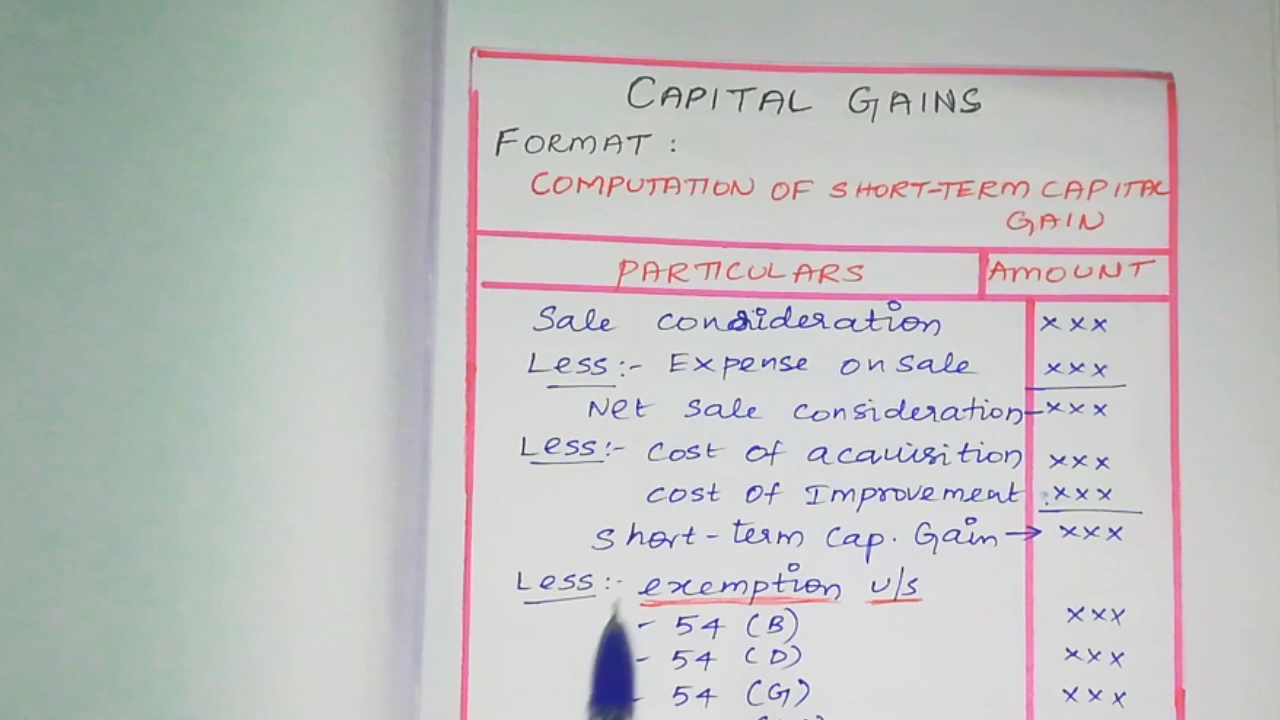 CAPITAL GAINS
FORMAT :
COMPUTATION OF SHORT-TERM CAPITAL
GAIN
PARTICULARS AMOUNT
Sale consideration xxx
Less:- Expense on sale xxx
Net sale consideration xxx
Less:- cost of acauisition xxx
cost of Improvement xxx
short-term cap. Gain → xxx
Less:- exemption u/s
- 54 (B) xxx
- 54 (D) xxx
- 54 (G) xxx